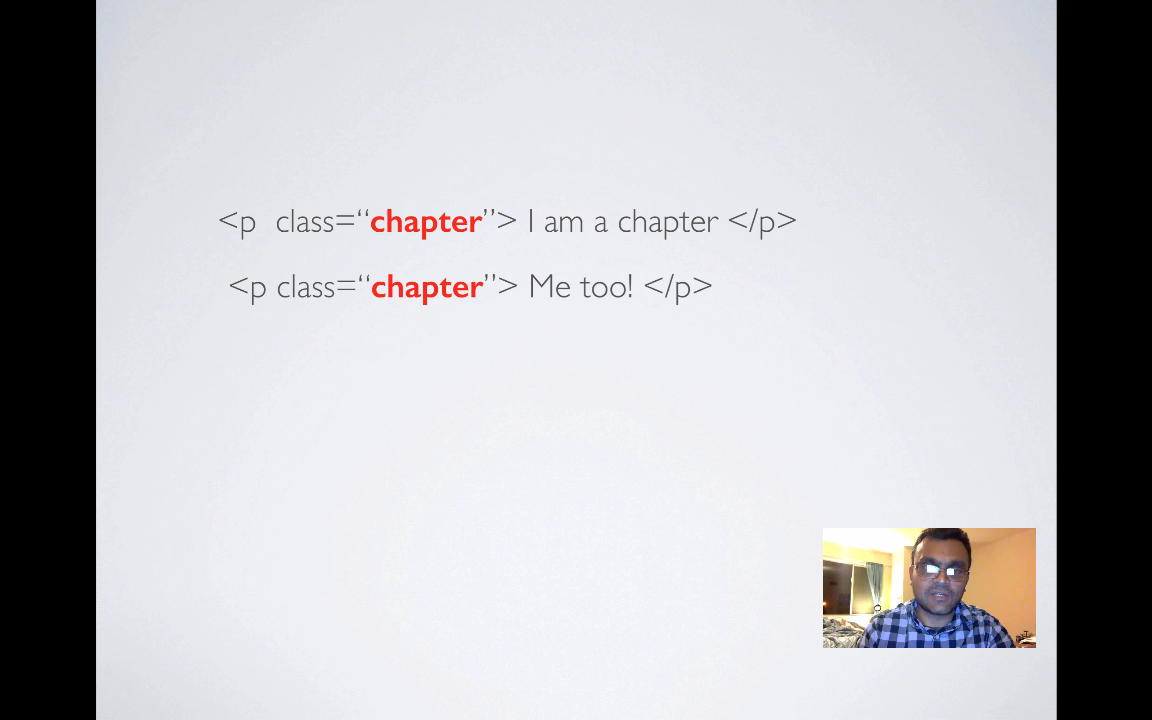 <p  class=“chapter”> I am a chapter </p>
<p class=“chapter”> Me too! </p>